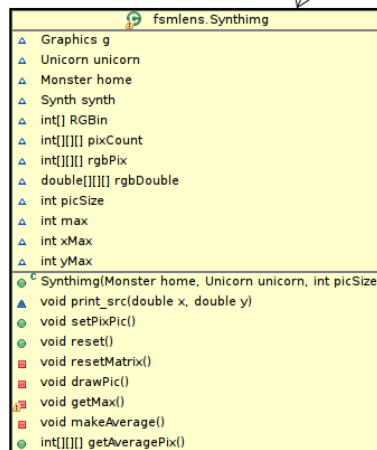 fsmlens.Synthimg
Graphics g
Unicorn unicorn
Monster home
Synth synth
int[] RGBin
int[][][] pixCount
int[][][] rgbPix
double[][][] rgbDouble
int picSize
int max
int xMax
int yMax
C Synthimg(Monster home, Unicorn unicorn, int picSize
void print_src(double x, double y)
void setPixPic()
void reset()
void resetMatrix()
void drawPic()
void getMax()
void makeAverage()
int[][][] getAveragePix()